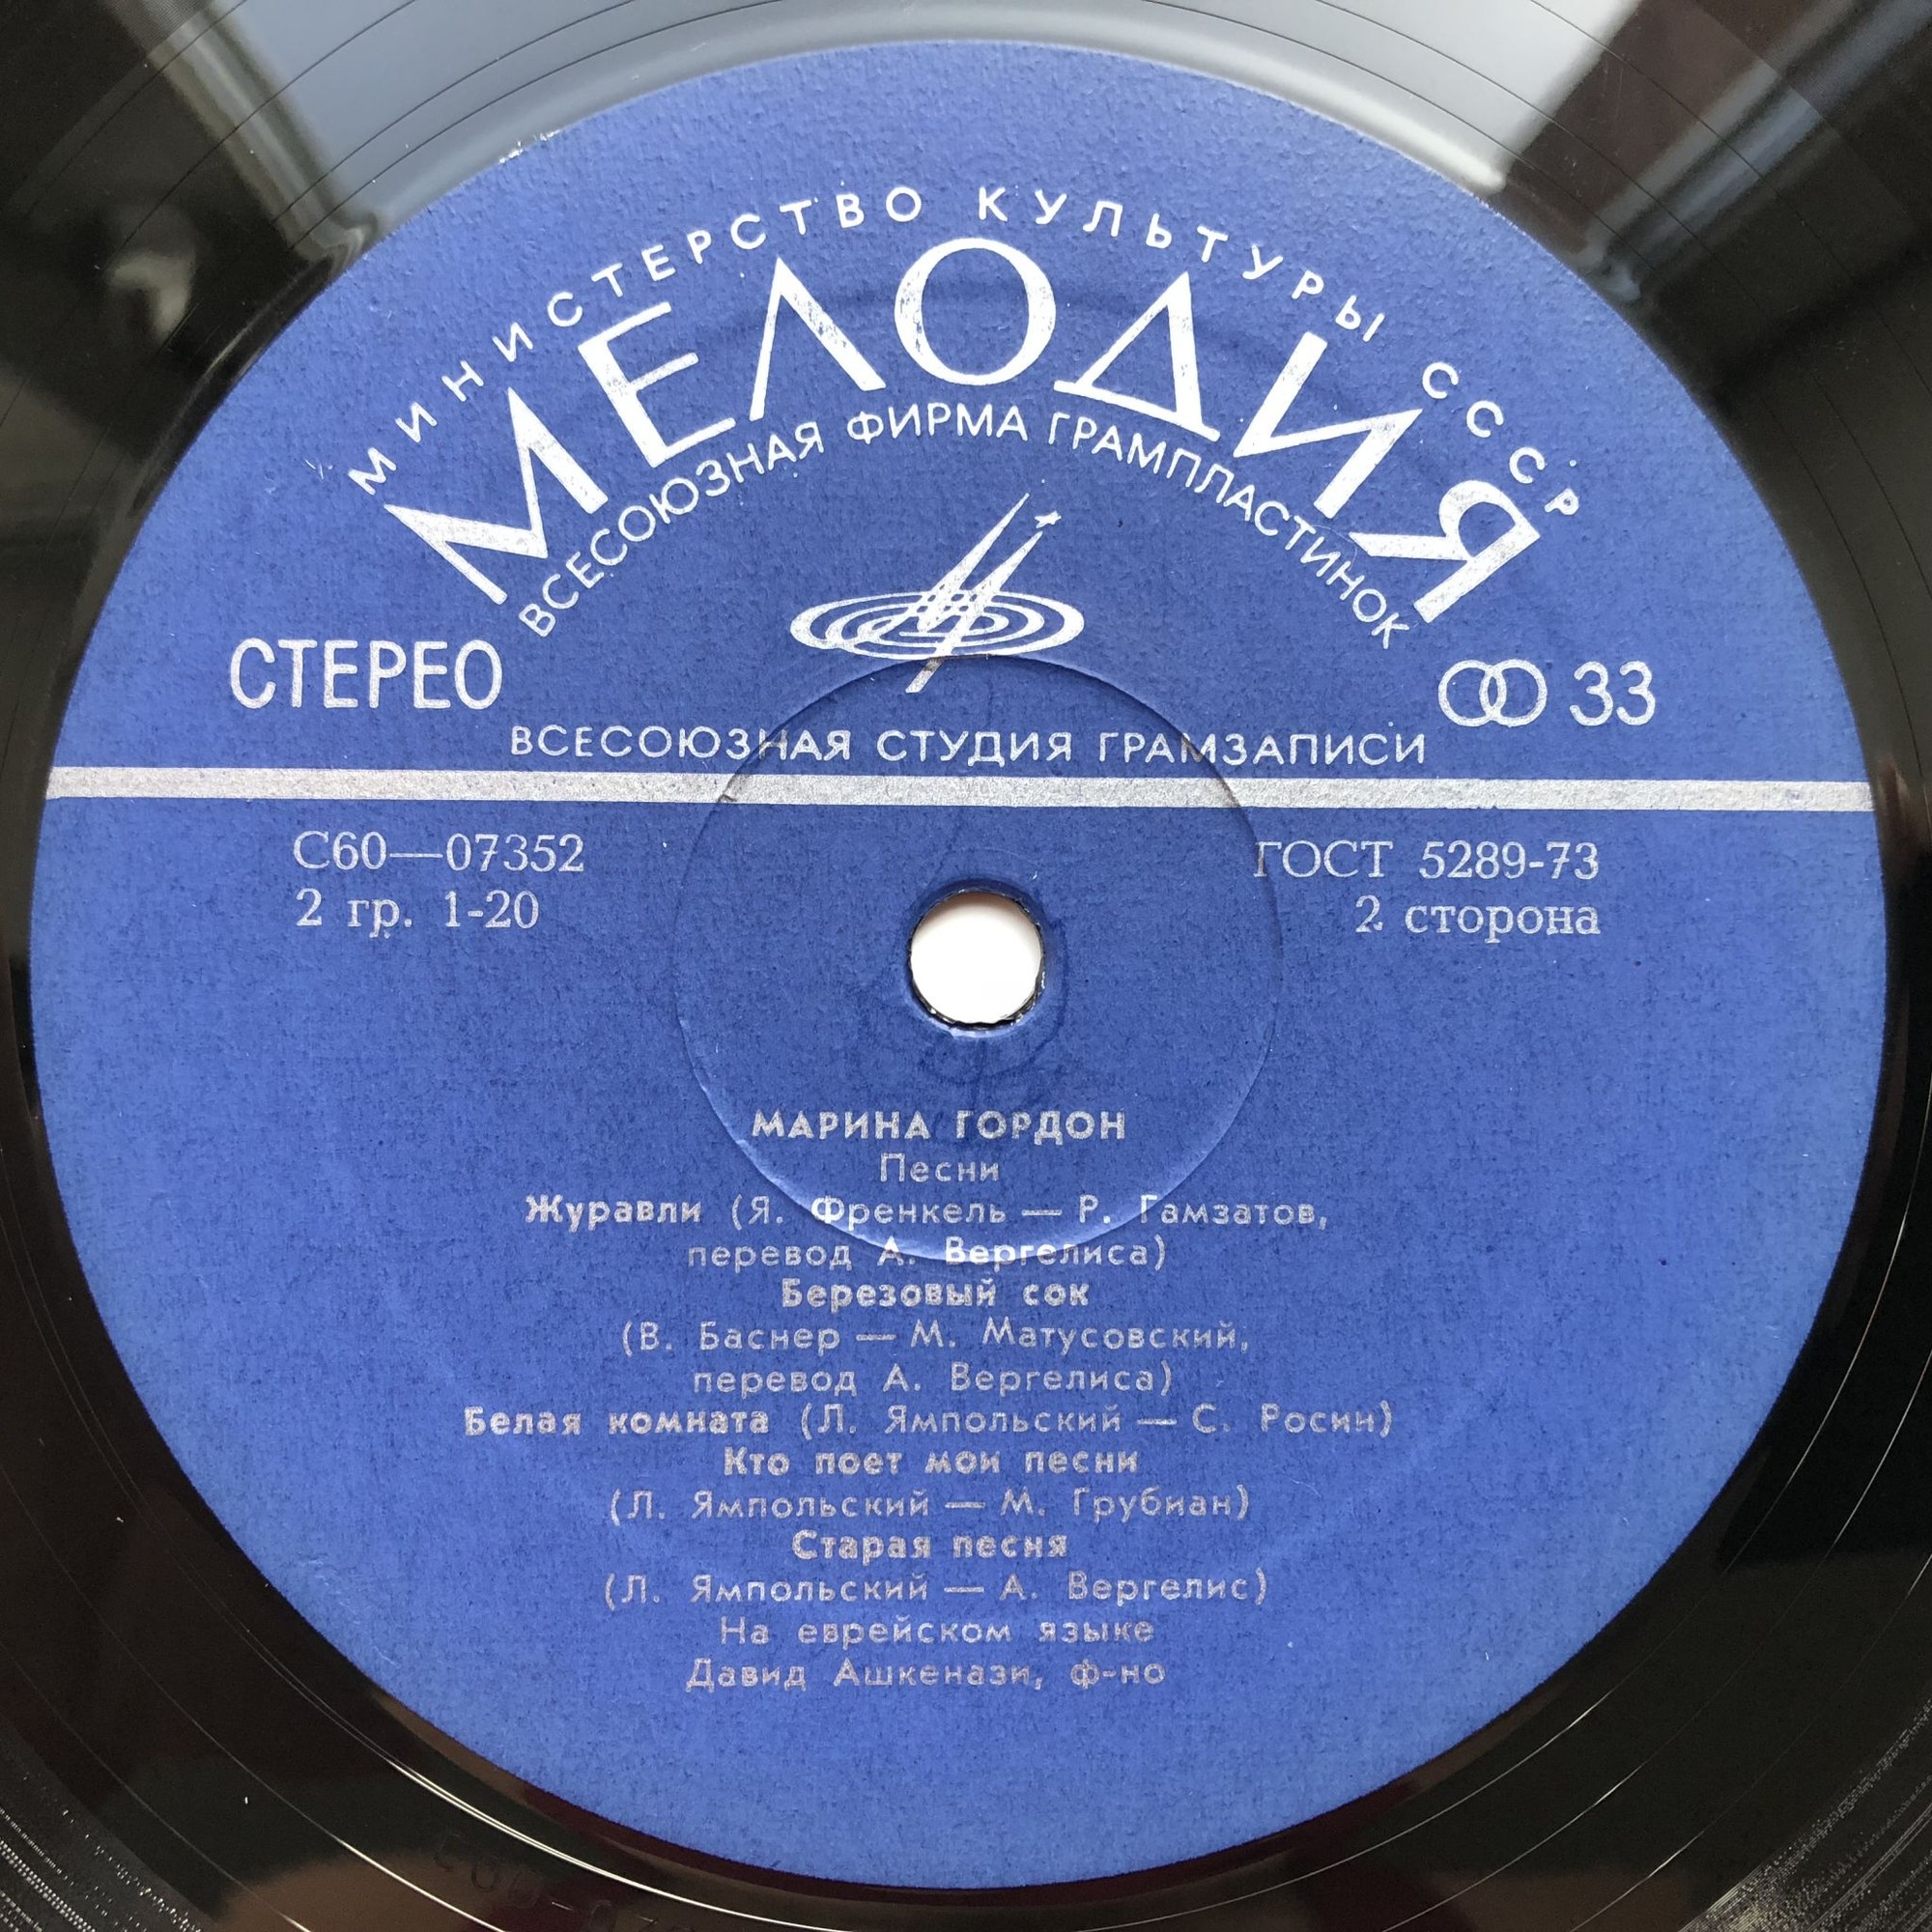 МИНИСТЕРСТВО КУЛЬТУРЫ СССР
МЕЛОДИЯ
ВСЕСОЮЗНАЯ ФИРМА ГРАМПЛАСТИНОК
СТЕРЕО
33
ВСЕСОЮЗНАЯ СТУДИЯ ГРАМЗАПИСИ
С60—07352 ГОСТ 5289-73
2 гр. 1-20 2 сторона
МАРИНА ГОРДОН
Песни
Журавли (Я. Френкель — Р. Гамзатов,
перевод А. Вергелиса)
Березовый сок
(В. Баснер — М. Матусовский,
перевод А. Вергелиса)
Белая комната (Л. Ямпольский — С. Росин)
Кто поет мои песни
(Л. Ямпольский — М. Грубиан)
Старая песня
(Л. Ямпольский — А. Вергелис)
На еврейском языке
Давид Ашкенази, ф-но